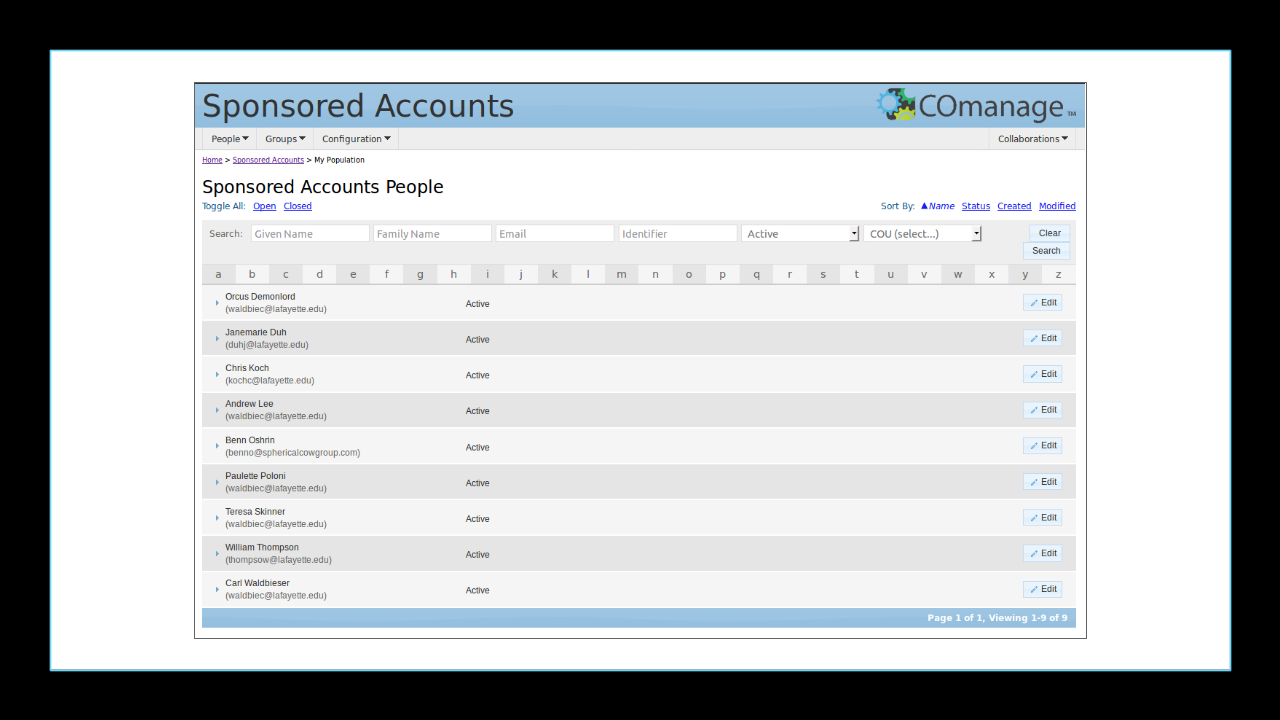 Sponsored Accounts COmanage™
People Groups Configuration Collaborations
Home > Sponsored Accounts > My Population
Sponsored Accounts People
Toggle All: Open Closed Sort By: Name Status Created Modified
Search: Given Name Family Name Email Identifier Active COU (select...) Clear
Search
a b c d e f g h i j k l m n o p q r s t u v w x y z
Orcus Demonlord
(waldbiec@lafayette.edu) Active Edit
Janemarie Duh
(duhj@lafayette.edu) Active Edit
Chris Koch
(kochc@lafayette.edu) Active Edit
Andrew Lee
(waldbiec@lafayette.edu) Active Edit
Benn Oshrin
(benno@sphericalcowgroup.com) Active Edit
Paulette Poloni
(waldbiec@lafayette.edu) Active Edit
Teresa Skinner
(waldbiec@lafayette.edu) Active Edit
William Thompson
(thompsow@lafayette.edu) Active Edit
Carl Waldbieser
(waldbiec@lafayette.edu) Active Edit
Page 1 of 1, Viewing 1-9 of 9